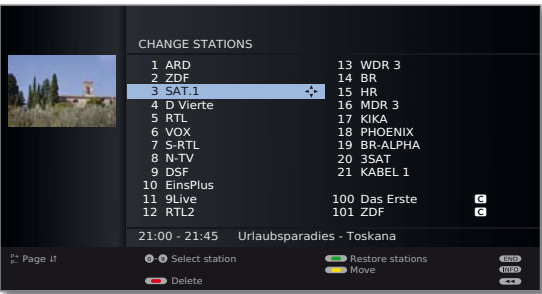 CHANGE STATIONS
1 ARD
2 ZDF
3 SAT.1
4 D Vierte
5 RTL
6 VOX
7 S-RTL
8 N-TV
9 DSF
10 EinsPlus
11 9Live
12 RTL2
13 WDR 3
14 BR
15 HR
16 MDR 3
17 KIKA
18 PHOENIX
19 BR-ALPHA
20 3SAT
21 KABEL 1
100 Das Erste C
101 ZDF C
21:00 - 21:45 Urlaubsparadies - Toskana
P+ P- Page ↓↑
0-9 Select station
Delete
Restore stations
Move
END
INFO